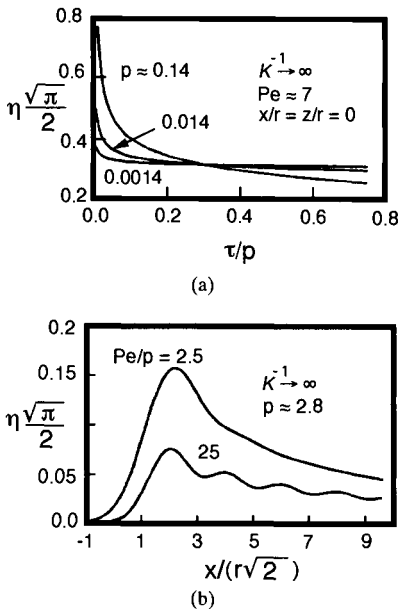 0.8
0.6
0.4
0.2
η √π/2
p ≈ 0.14
0.014
0.0014
K⁻¹ → ∞
Pe ≈ 7
x/r = z/r = 0
0.0 0.2 0.4 0.6 0.8
τ/p
(a)
0.2
0.15
0.1
0.05
0.0
η √π/2
Pe/p = 2.5
25
K⁻¹ → ∞
p ≈ 2.8
-1 1 3 5 7 9
x/(r√2)
(b)